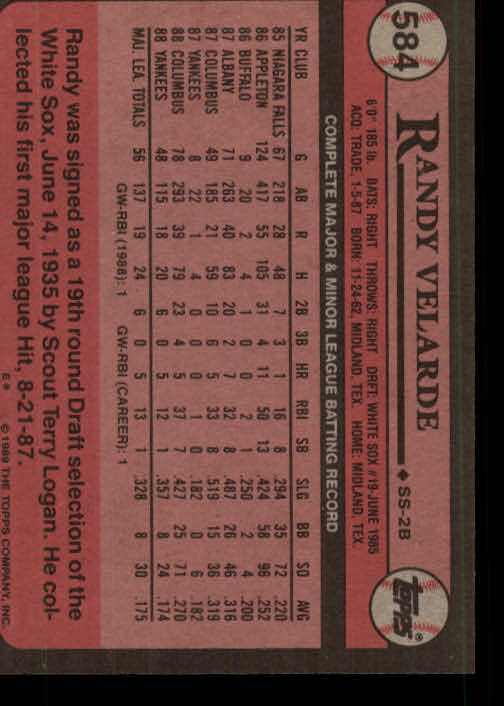 584
RANDY VELARDE
♦ SS-2B
TOPPS®
6'0" 185 lb. BATS: RIGHT THROWS: RIGHT DRFT: WHITE SOX #19-JUNE 1985
ACQ: TRADE, 1-5-87 BORN: 11-24-62, MIDLAND, TEX. HOME: MIDLAND, TEX.
COMPLETE MAJOR & MINOR LEAGUE BATTING RECORD
YR CLUB G AB R H 2B 3B HR RBI SB SLG BB SO AVG
85 NIAGARA FALLS 67 218 28 48 7 3 1 16 8 .294 35 72 .220
86 APPLETON 124 417 55 105 31 4 11 50 13 .424 58 96 .252
86 BUFFALO 9 20 2 4 1 0 0 2 1 .250 2 4 .200
87 ALBANY 71 263 40 83 20 2 7 32 8 .487 26 46 .316
87 COLUMBUS 49 185 21 59 10 6 5 33 8 .519 15 36 .319
87 YANKEES 8 22 1 4 0 0 0 1 0 .182 0 6 .182
88 COLUMBUS 78 293 39 79 23 4 5 37 7 .427 25 71 .270
88 YANKEES 48 115 18 20 6 0 5 12 1 .357 8 24 .174
MAJ. LEA. TOTALS 56 137 19 24 6 0 5 13 1 .328 8 30 .175
GW-RBI (1988): 1 GW-RBI (CAREER): 1
Randy was signed as a 19th round Draft selection of the
White Sox, June 14, 1935 by Scout Terry Logan. He col-
lected his first major league Hit, 8-21-87.
E* ©1989 THE TOPPS COMPANY, INC.